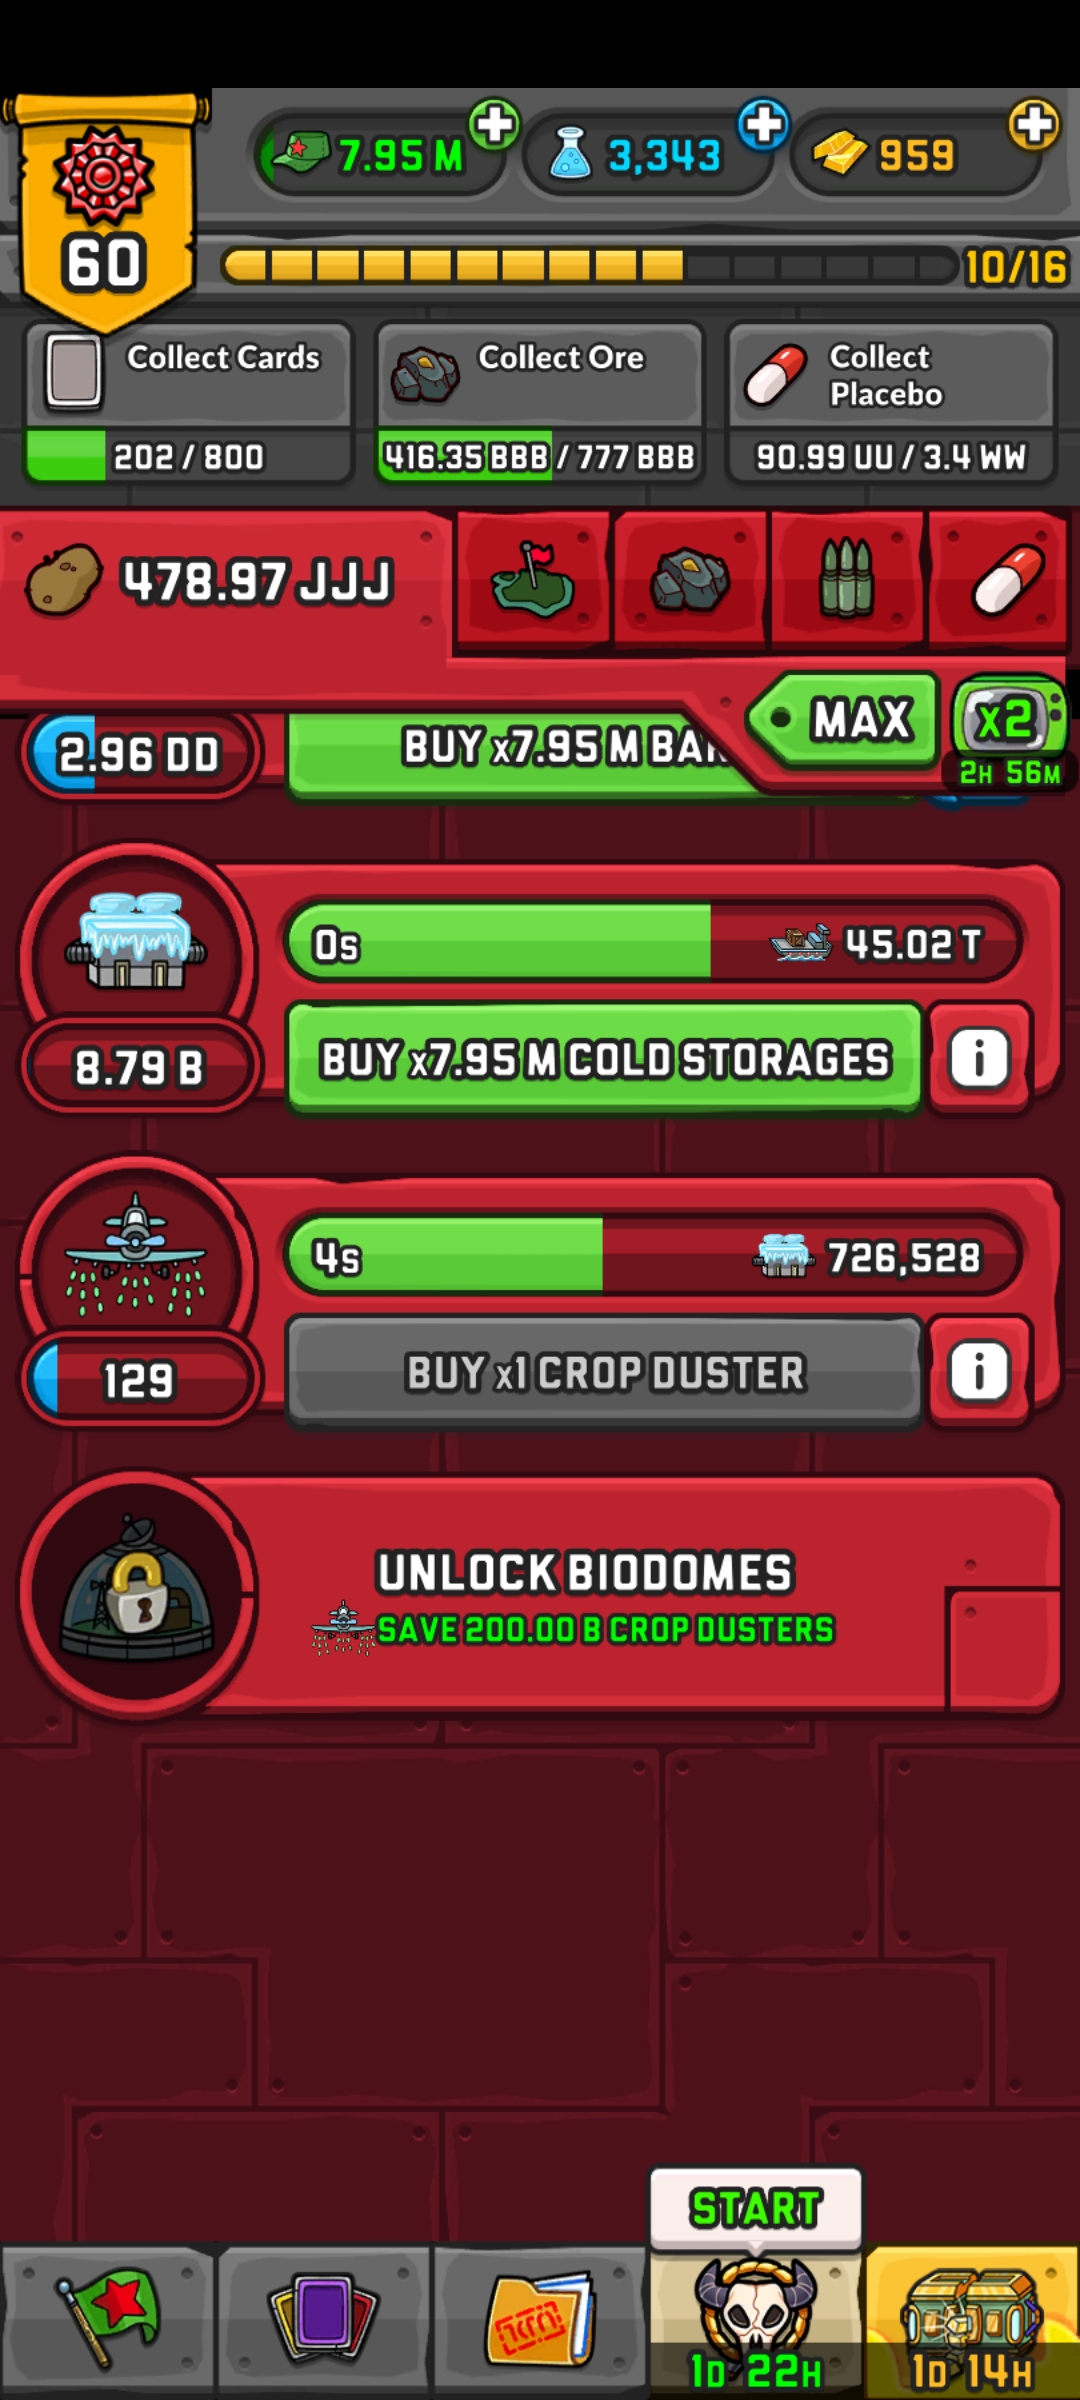 7.95 M
3,343
959
60
10/16
Collect Cards
202 / 800
Collect Ore
416.35 BBB / 777 BBB
Collect
Placebo
90.99 UU / 3.4 WW
478.97 JJJ
MAX
x2
2H 56M
2.96 DD
BUY x7.95 M BAR
0s
45.02 T
8.79 B
BUY x7.95 M COLD STORAGES
i
4s
726,528
129
BUY x1 CROP DUSTER
i
UNLOCK BIODOMES
SAVE 200.00 B CROP DUSTERS
START
1D 22H
1D 14H